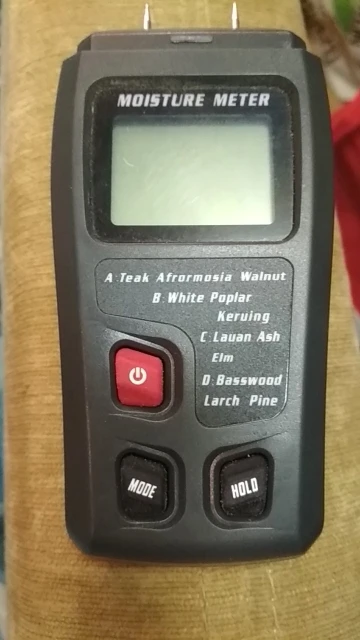 MOISTURE METER
A:Teak Afrormosia Walnut
B:White Poplar
Keruing
C:Lauan Ash
Elm
D:Basswood
Larch Pine
MODE
HOLD